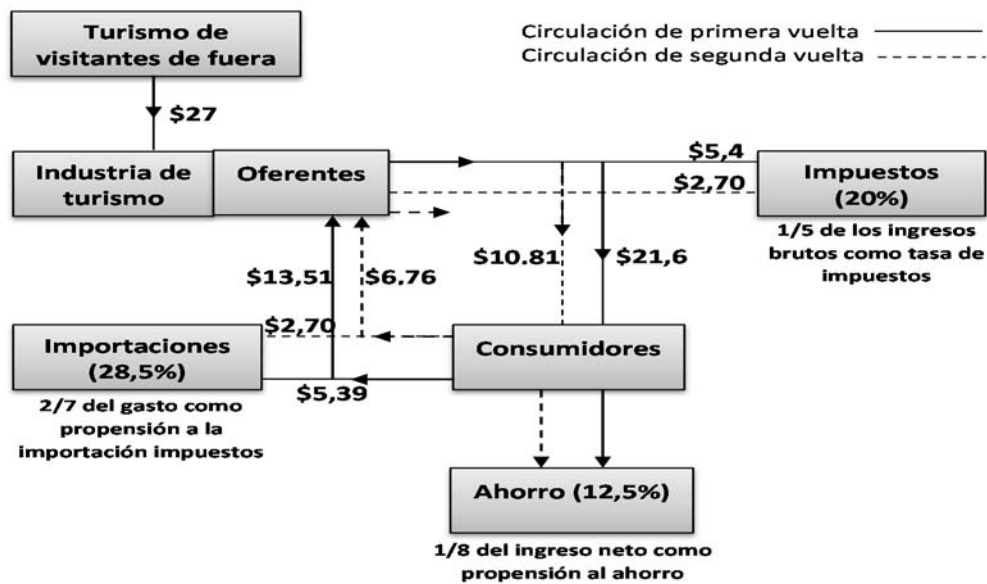 Turismo de
visitantes de fuera
Circulación de primera vuelta
Circulación de segunda vuelta
$27
Industria de
turismo
Oferentes
$5,4
$2,70
Impuestos
(20%)
1/5 de los ingresos
brutos como tasa de
impuestos
$10.81
$21,6
$13,51
$6.76
$2,70
Importaciones
(28,5%)
$5,39
2/7 del gasto como
propensión a la
importación impuestos
Consumidores
Ahorro (12,5%)
1/8 del ingreso neto como
propensión al ahorro